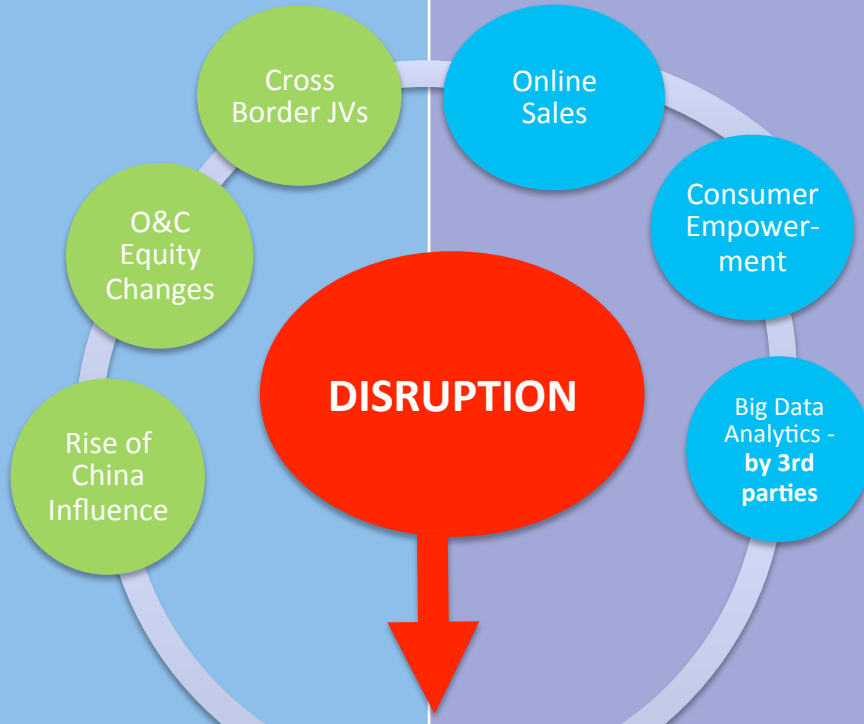 Cross
Border JVs
Online
Sales
O&C
Equity
Changes
Consumer
Empower-
ment
DISRUPTION
Rise of
China
Influence
Big Data
Analytics -
by 3rd
parties